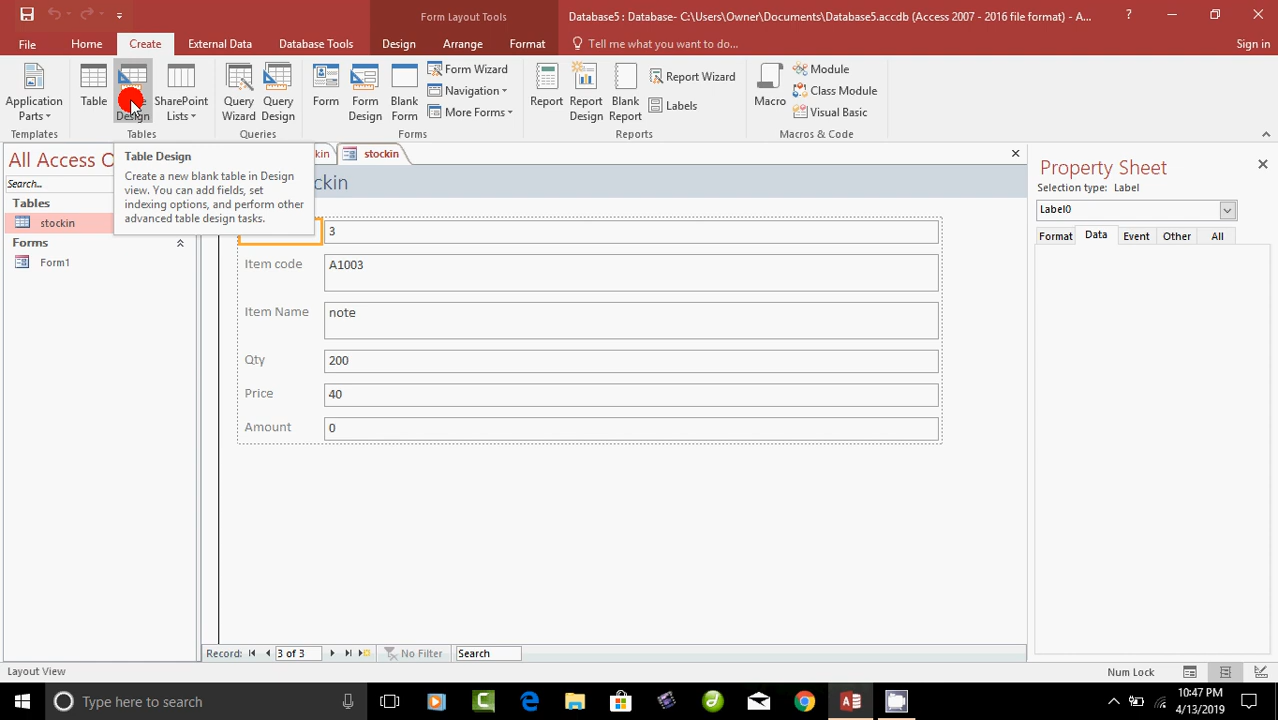 Form Layout Tools
Database5 : Database- C:\Users\Owner\Documents\Database5.accdb (Access 2007 - 2016 file format) - A...
?
File
Home
Create
External Data
Database Tools
Design
Arrange
Format
Tell me what you want to do...
Sign in
Application Parts
Table
Design
SharePoint Lists
Query Wizard
Query Design
Form
Form Design
Blank Form
Form Wizard
Navigation
More Forms
Report
Report Design
Blank Report
Report Wizard
Labels
Macro
Module
Class Module
Visual Basic
Templates
Tables
Queries
Forms
Reports
Macros & Code
All Access O
Search...
Tables
stockin
Forms
Form1
Table Design
Create a new blank table in Design
view. You can add fields, set
indexing options, and perform other
advanced table design tasks.
kin
stockin
ckin
3
Item code
A1003
Item Name
note
Qty
200
Price
40
Amount
0
Record:
3 of 3
No Filter
Search
Property Sheet
Selection type: Label
Label0
Format
Data
Event
Other
All
Layout View
Num Lock
Type here to search
10:47 PM
4/13/2019